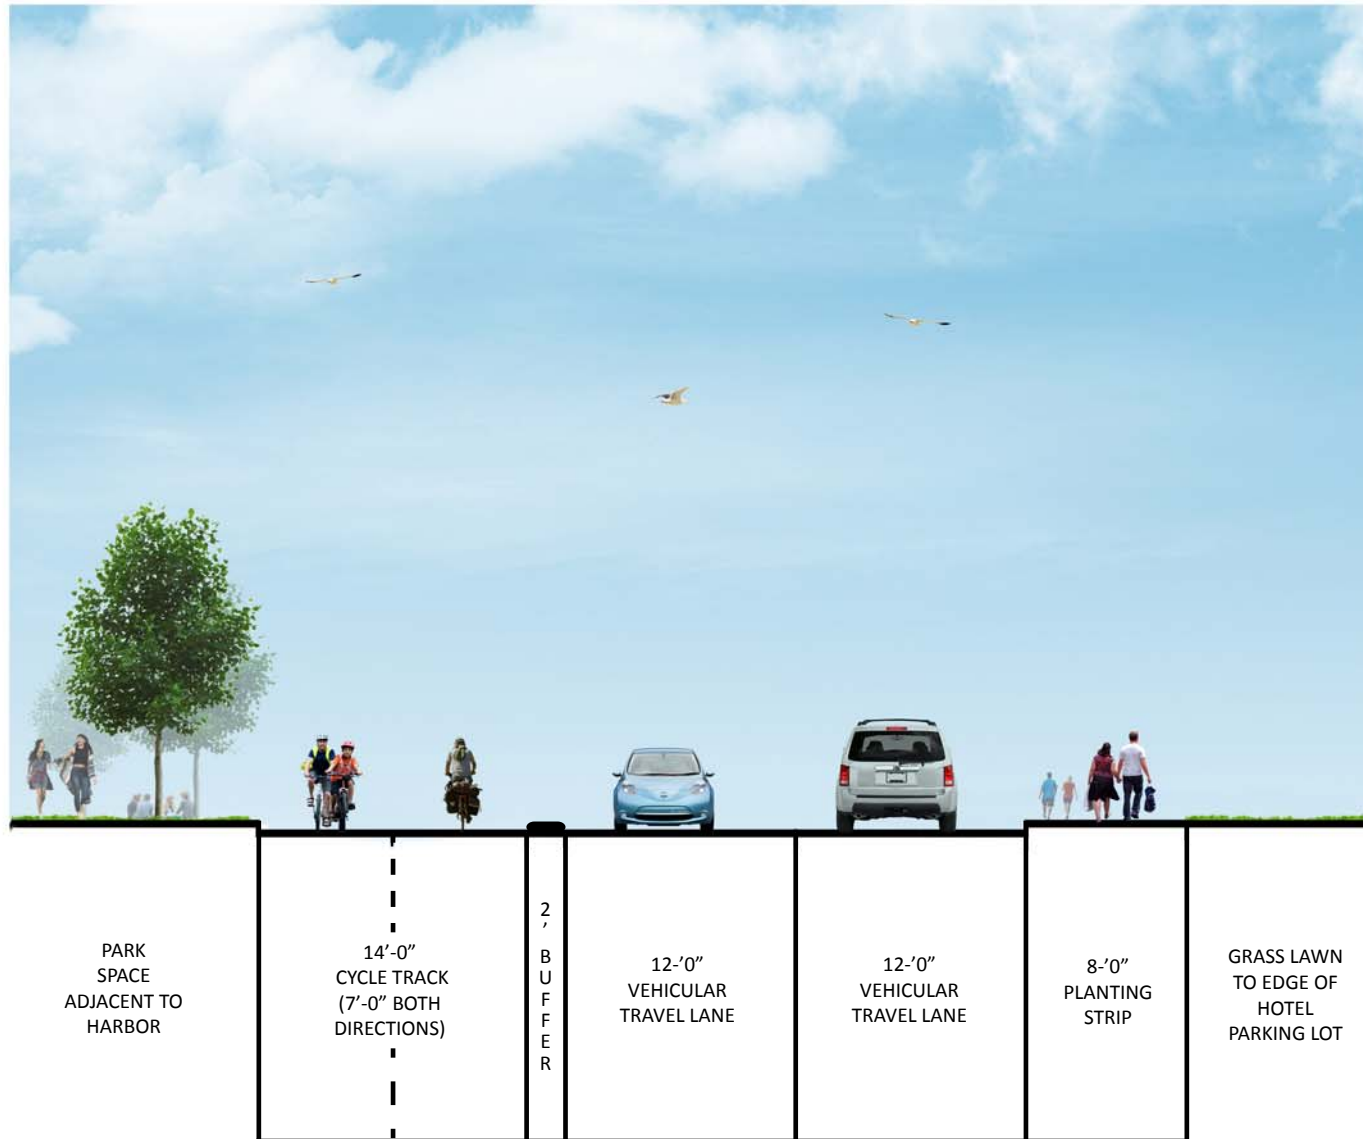 PARK
SPACE
ADJACENT TO
HARBOR
14’-0”
CYCLE TRACK
(7’-0” BOTH
DIRECTIONS)
2’ BUFFER
12-’0”
VEHICULAR
TRAVEL LANE
12-’0”
VEHICULAR
TRAVEL LANE
8-’0”
PLANTING
STRIP
GRASS LAWN
TO EDGE OF
HOTEL
PARKING LOT